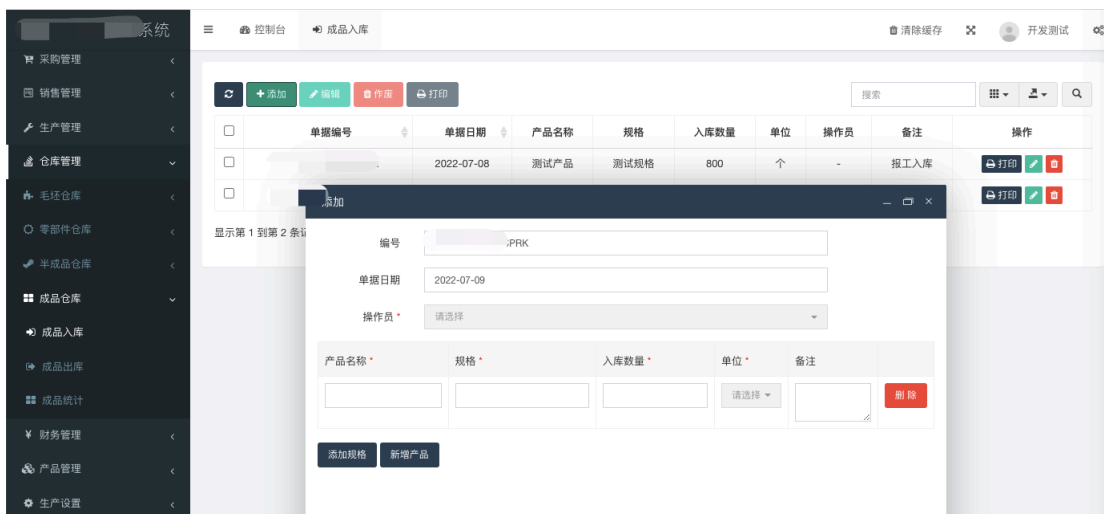 系统
控制台
成品入库
清除缓存
开发测试
采购管理
销售管理
生产管理
仓库管理
毛坯仓库
零部件仓库
半成品仓库
成品仓库
成品入库
成品出库
成品统计
¥ 财务管理
产品管理
生产设置
添加
编辑
作废
打印
搜索
单据编号 单据日期 产品名称 规格 入库数量 单位 操作员 备注 操作
2022-07-08 测试产品 测试规格 800 个 - 报工入库 打印
打印
显示第 1 到第 2 条
添加
编号 CPRK
单据日期 2022-07-09
操作员 * 请选择
产品名称 * 规格 * 入库数量 * 单位 * 备注
请选择 删 除
添加规格 新增产品